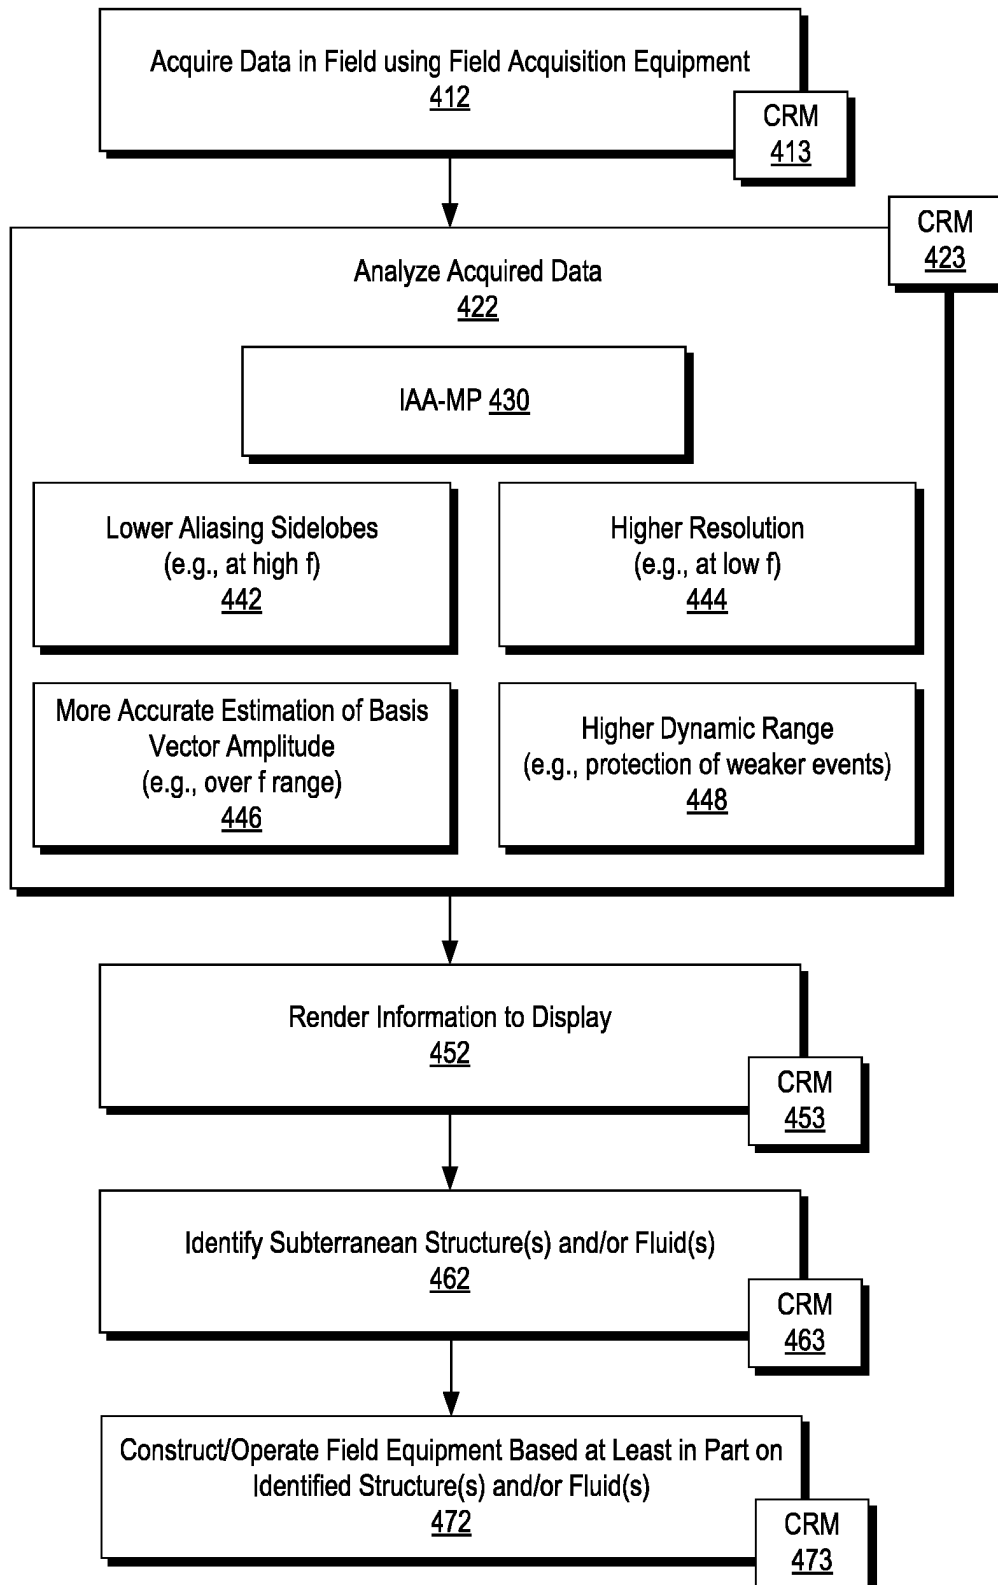 Acquire Data in Field using Field Acquisition Equipment
412
CRM
413
CRM
423
Analyze Acquired Data
422
IAA-MP 430
Lower Aliasing Sidelobes
(e.g., at high f)
442
Higher Resolution
(e.g., at low f)
444
More Accurate Estimation of Basis
Vector Amplitude
(e.g., over f range)
446
Higher Dynamic Range
(e.g., protection of weaker events)
448
Render Information to Display
452
CRM
453
Identify Subterranean Structure(s) and/or Fluid(s)
462
CRM
463
Construct/Operate Field Equipment Based at Least in Part on
Identified Structure(s) and/or Fluid(s)
472
CRM
473